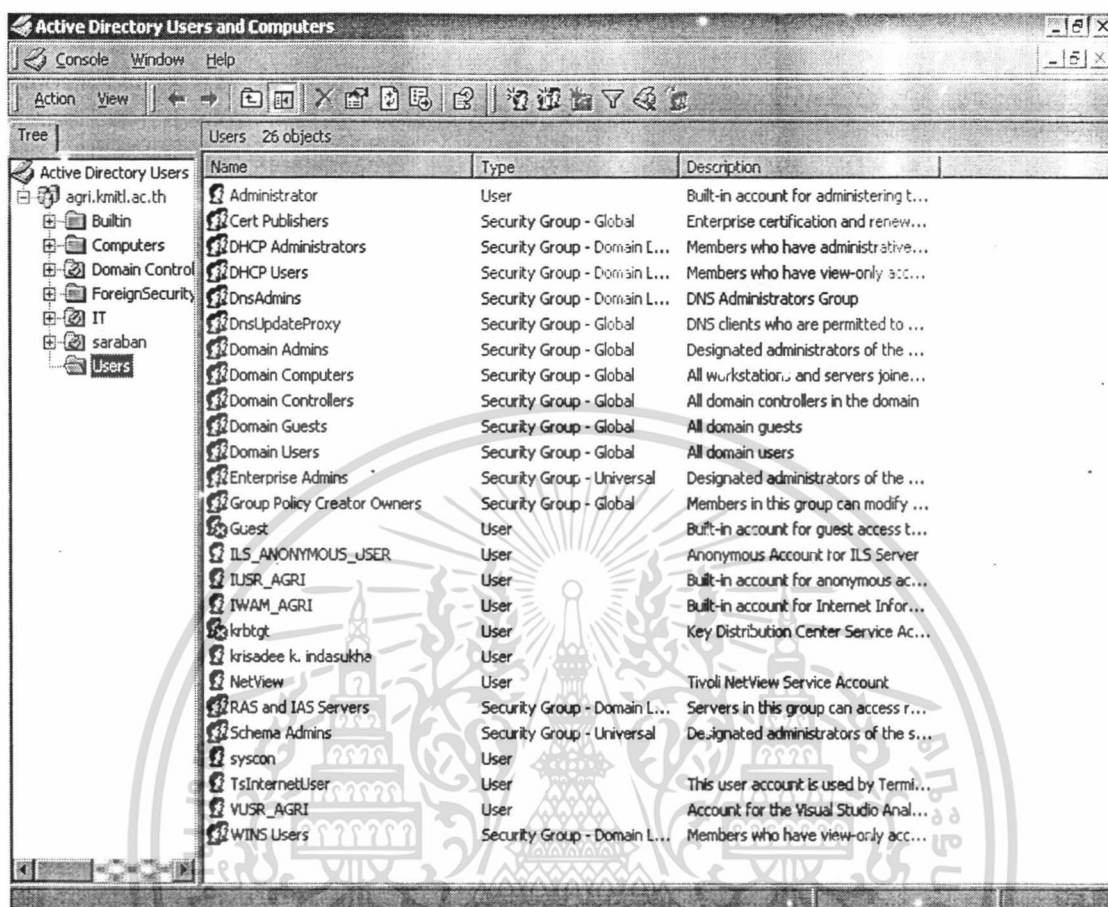 Active Directory Users and Computers
Console Window Help
Action View
Tree
Users 26 objects
Active Directory Users
agri.kmitl.ac.th
Builtin
Computers
Domain Control
ForeignSecurity
IT
saraban
Users
Name Type Description
Administrator User Built-in account for administering t...
Cert Publishers Security Group - Global Enterprise certification and renew...
DHCP Administrators Security Group - Domain L... Members who have administrative...
DHCP Users Security Group - Domain L... Members who have view-only acc...
DnsAdmins Security Group - Domain L... DNS Administrators Group
DnsUpdateProxy Security Group - Global DNS clients who are permitted to ...
Domain Admins Security Group - Global Designated administrators of the ...
Domain Computers Security Group - Global All workstations and servers joine...
Domain Controllers Security Group - Global All domain controllers in the domain
Domain Guests Security Group - Global All domain guests
Domain Users Security Group - Global All domain users
Enterprise Admins Security Group - Universal Designated administrators of the ...
Group Policy Creator Owners Security Group - Global Members in this group can modify ...
Guest User Built-in account for guest access t...
ILS_ANONYMOUS_USER User Anonymous Account for ILS Server
IUSR_AGRI User Built-in account for anonymous ac...
IWAM_AGRI User Built-in account for Internet Infor...
krbtgt User Key Distribution Center Service Ac...
krisadee k. indasukha User
NetView User Tivoli NetView Service Account
RAS and IAS Servers Security Group - Domain L... Servers in this group can access r...
Schema Admins Security Group - Universal Designated administrators of the s...
syscon User
TsInternetUser User This user account is used by Termi...
VUSR_AGRI User Account for the Visual Studio Anal...
WINS Users Security Group - Domain L... Members who have view-only acc...